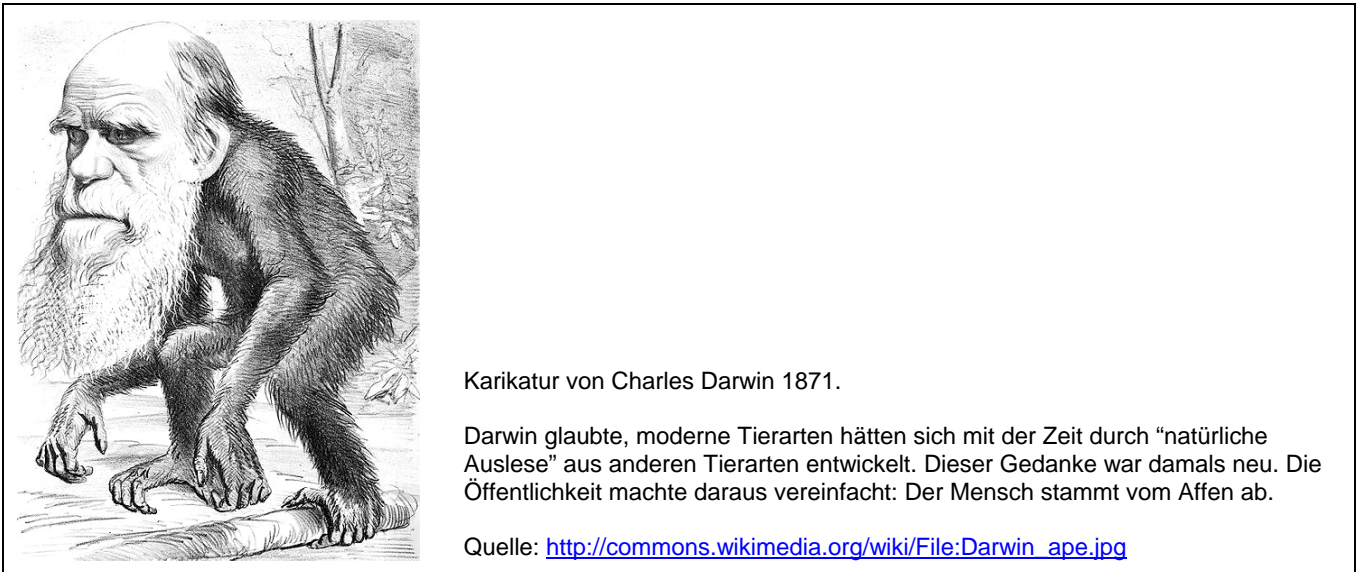 Karikatur von Charles Darwin 1871.
Darwin glaubte, moderne Tierarten hätten sich mit der Zeit durch “natürliche
Auslese” aus anderen Tierarten entwickelt. Dieser Gedanke war damals neu. Die
Öffentlichkeit machte daraus vereinfacht: Der Mensch stammt vom Affen ab.
Quelle: http://commons.wikimedia.org/wiki/File:Darwin_ape.jpg